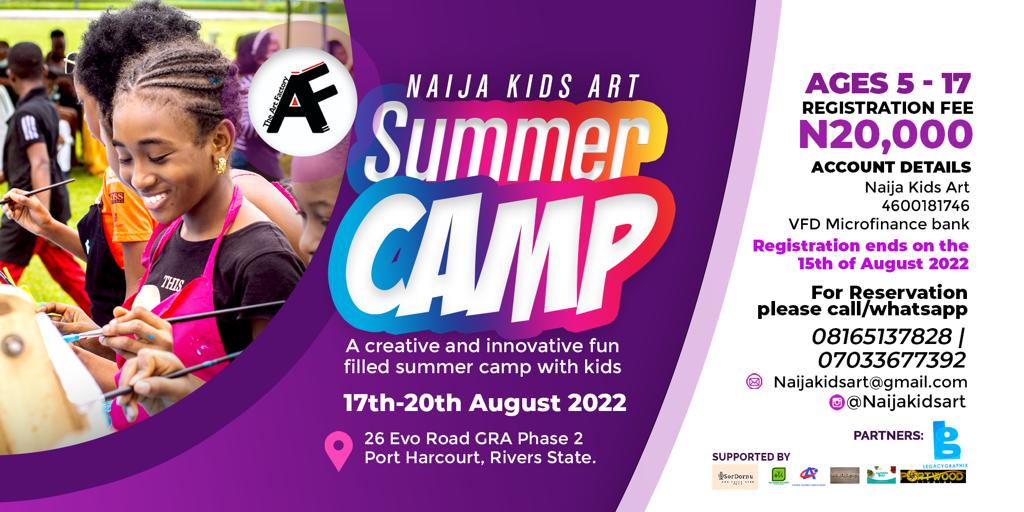 The Art Factory
AF
NAIJA KIDS ART
Summer
CAMP
A creative and innovative fun
filled summer camp with kids
17th-20th August 2022
26 Evo Road GRA Phase 2
Port Harcourt, Rivers State.
THIS
AGES 5 - 17
REGISTRATION FEE
N20,000
ACCOUNT DETAILS
Naija Kids Art
4600181746
VFD Microfinance bank
Registration ends on the
15th of August 2022
For Reservation
please call/whatsapp
08165137828 |
07033677392
Naijakidsart@gmail.com
@Naijakidsart
PARTNERS:
LEGACYGRAPHIX
SUPPORTED BY
SerDornu
PORTWOOD